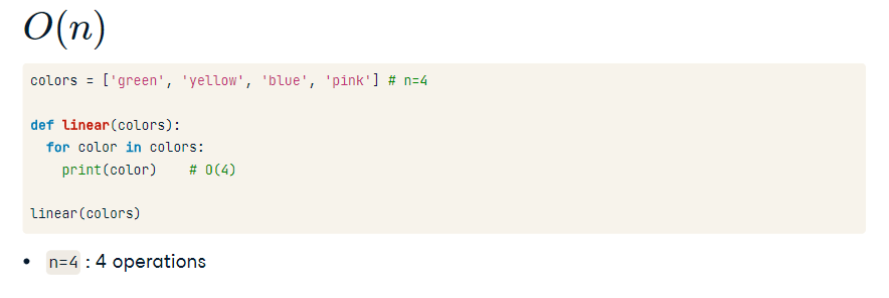 O(n)
colors = ['green', 'yellow', 'blue', 'pink'] # n=4
def linear(colors):
for color in colors:
print(color) # O(4)
linear(colors)
• n=4 : 4 operations